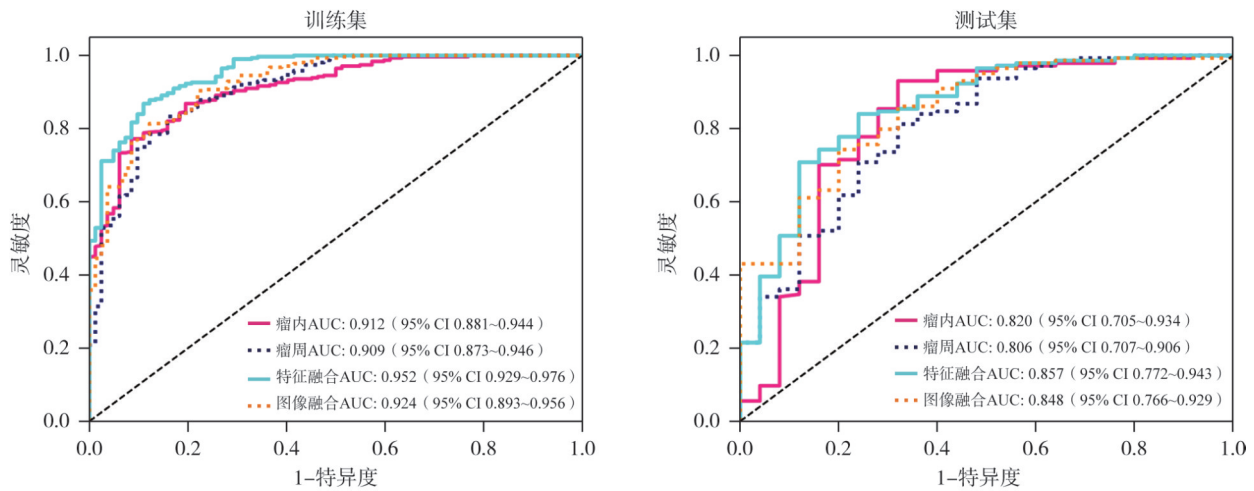 训练集
1.0
0.8
0.6
0.4
0.2
0.0
灵敏度
瘤内AUC: 0.912（95% CI 0.881~0.944）
瘤周AUC: 0.909（95% CI 0.873~0.946）
特征融合AUC: 0.952（95% CI 0.929~0.976）
图像融合AUC: 0.924（95% CI 0.893~0.956）
0.0 0.2 0.4 0.6 0.8 1.0
1-特异度
测试集
1.0
0.8
0.6
0.4
0.2
0.0
灵敏度
瘤内AUC: 0.820（95% CI 0.705~0.934）
瘤周AUC: 0.806（95% CI 0.707~0.906）
特征融合AUC: 0.857（95% CI 0.772~0.943）
图像融合AUC: 0.848（95% CI 0.766~0.929）
0.0 0.2 0.4 0.6 0.8 1.0
1-特异度